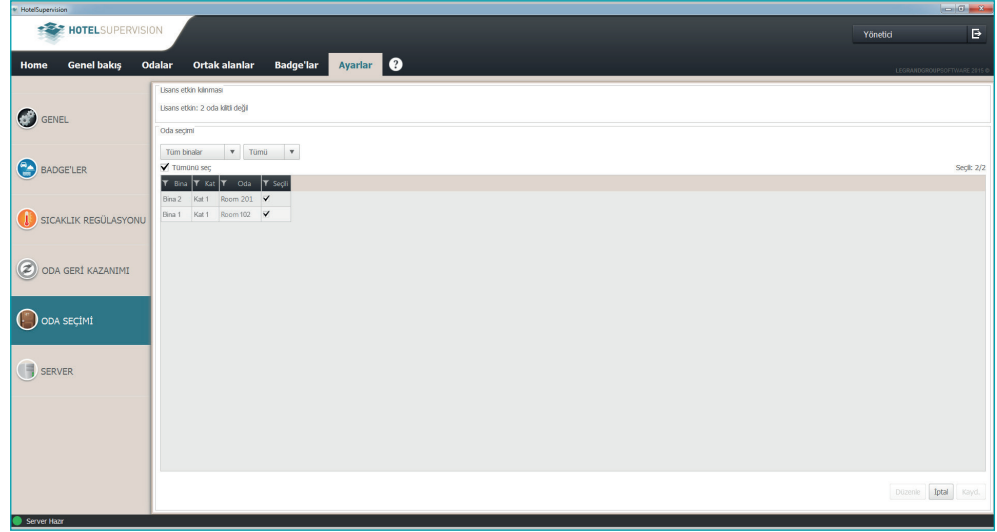 HotelSupervision
HOTELSUPERVISION
Yönetici
Home Genel bakış Odalar Ortak alanlar Badge'lar Ayarlar ?
LEGRANDGROUPSOFTWARE 2015 ©
Lisans etkin kılınması
Lisans etkin: 2 oda kilitli değil
GENEL
BADGE'LER
SICAKLIK REGÜLASYONU
ODA GERİ KAZANIMI
ODA SEÇİMİ
SERVER
Oda seçimi
Tüm binalar Tümü
Tümünü seç
Seçili: 2/2
Bina Kat Oda Seçili
Bina 2 Kat 1 Room 201
Bina 1 Kat 1 Room 102
Düzenle İptal Kayd.
Server Hazır